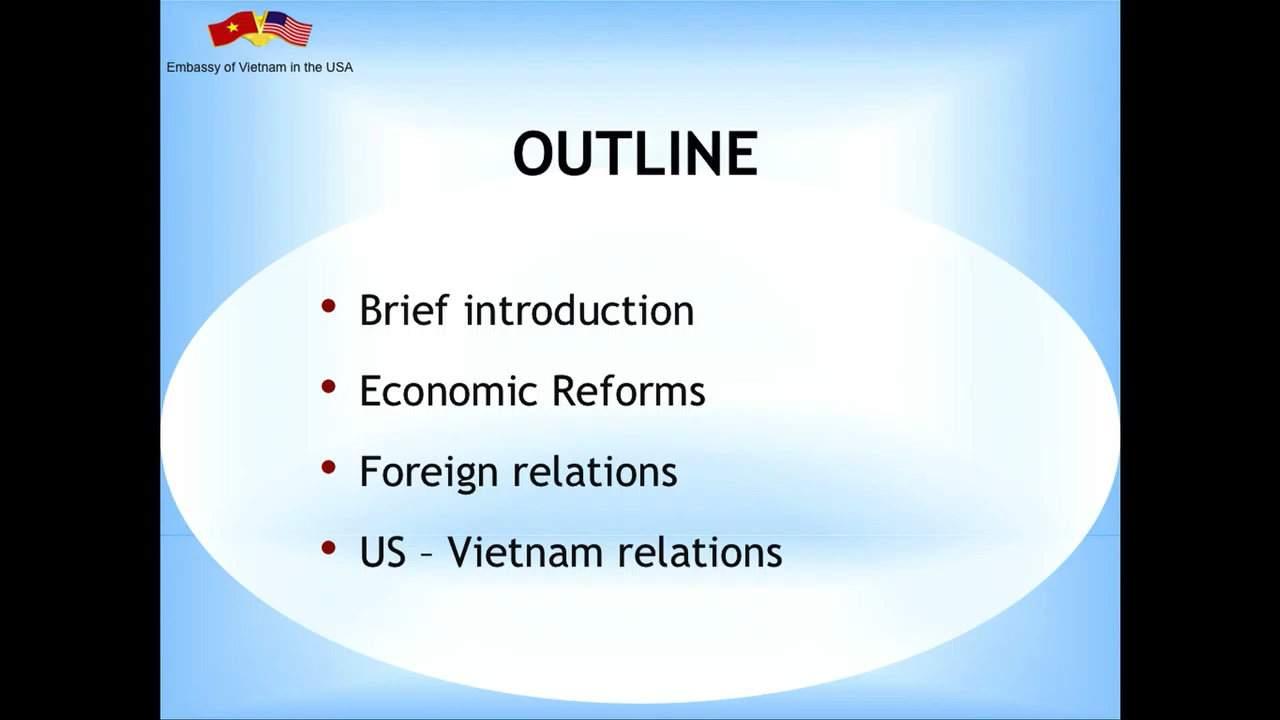 Embassy of Vietnam in the USA
OUTLINE
• Brief introduction
• Economic Reforms
• Foreign relations
• US – Vietnam relations